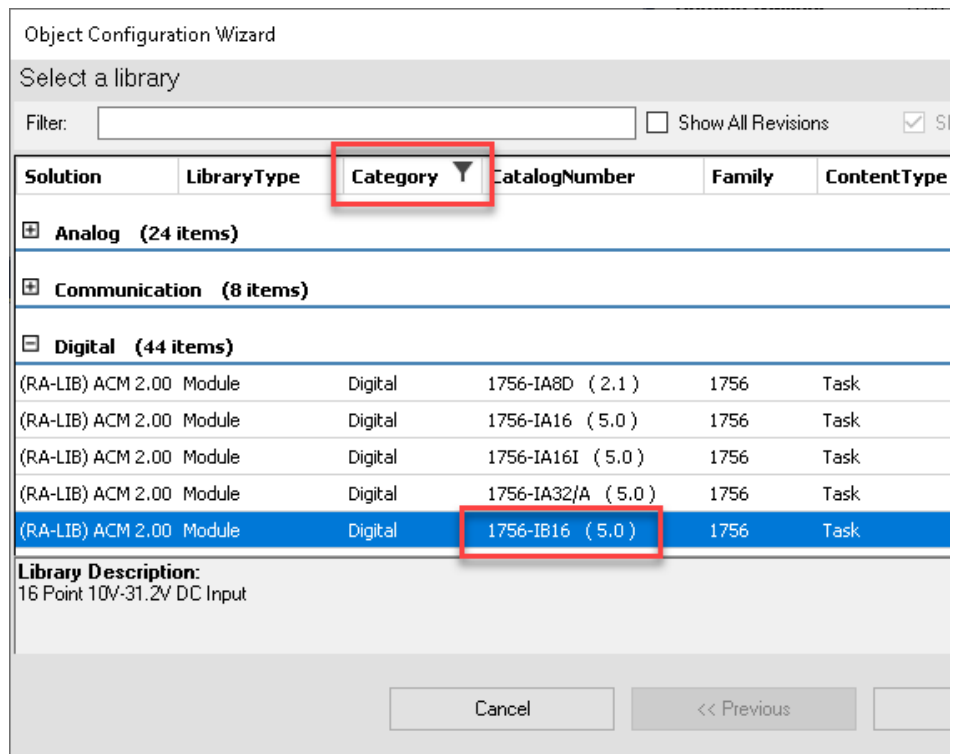 Object Configuration Wizard
Select a library
Filter: Show All Revisions
Solution LibraryType Category CatalogNumber Family ContentType
Analog (24 items)
Communication (8 items)
Digital (44 items)
(RA-LIB) ACM 2.00 Module Digital 1756-IA8D ( 2.1 ) 1756 Task
(RA-LIB) ACM 2.00 Module Digital 1756-IA16 ( 5.0 ) 1756 Task
(RA-LIB) ACM 2.00 Module Digital 1756-IA16I ( 5.0 ) 1756 Task
(RA-LIB) ACM 2.00 Module Digital 1756-IA32/A ( 5.0 ) 1756 Task
(RA-LIB) ACM 2.00 Module Digital 1756-IB16 ( 5.0 ) 1756 Task
Library Description:
16 Point 10V-31.2V DC Input
Cancel << Previous